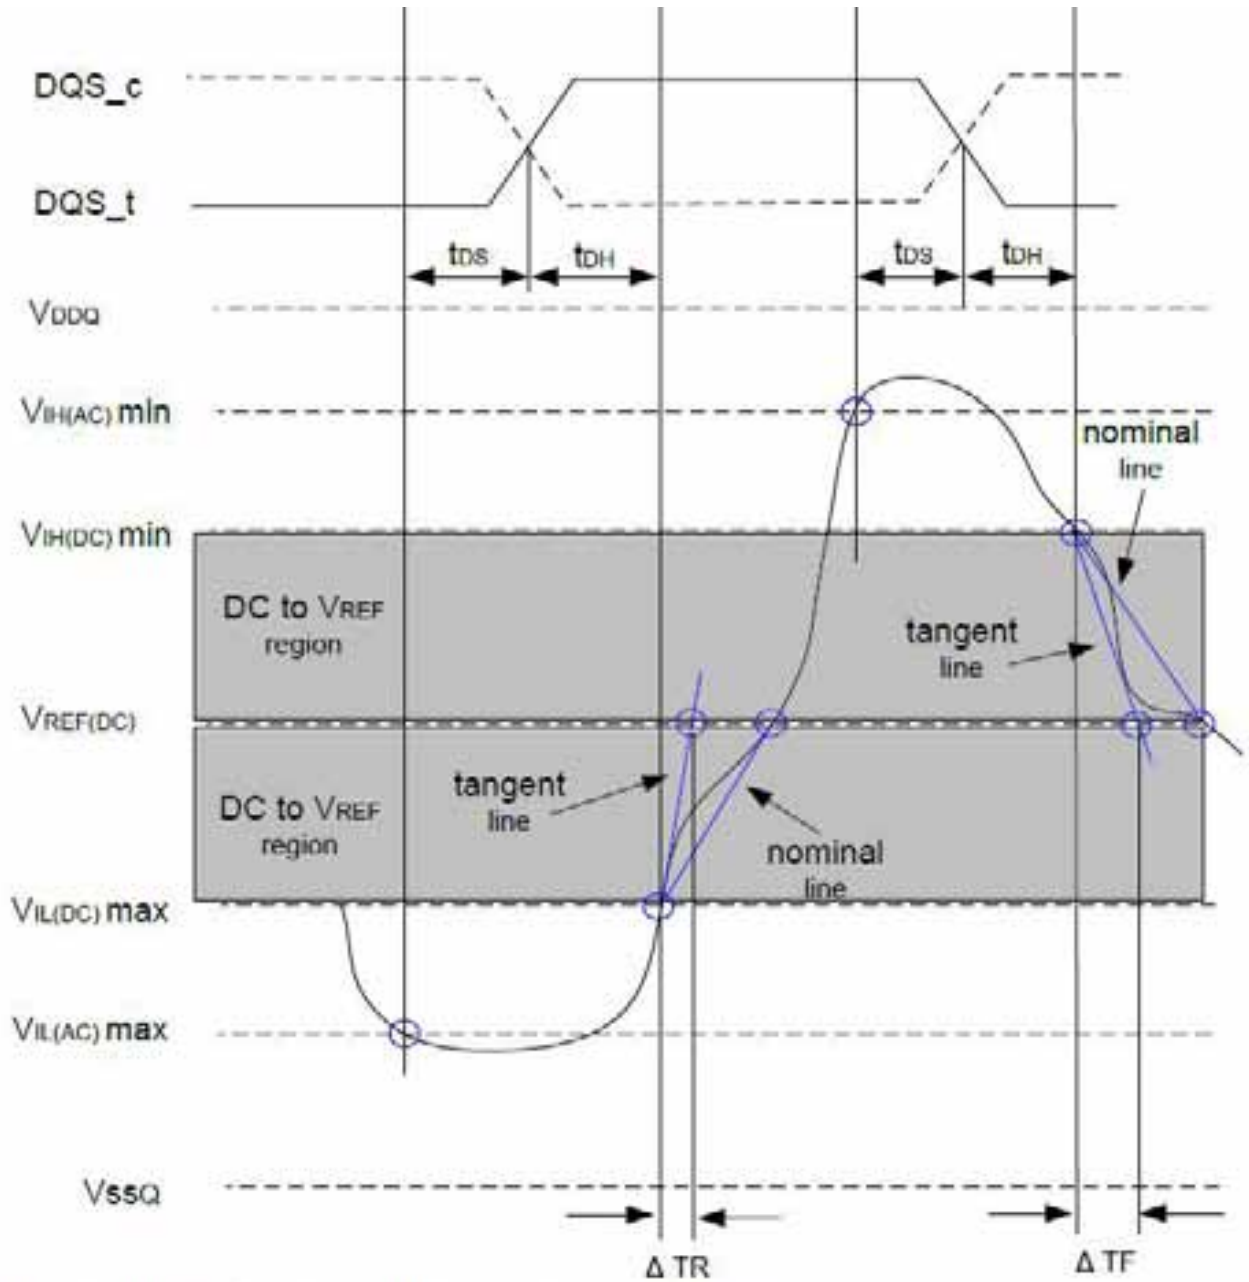 DQS_c
DQS_t
tDS
tDH
tDS
tDH
VDDQ
VIH(AC) min
nominal
line
VIH(DC) min
DC to VREF
region
tangent
line
VREF(DC)
tangent
line
DC to VREF
region
nominal
line
VIL(DC) max
VIL(AC) max
VSSQ
Δ TR
Δ TF